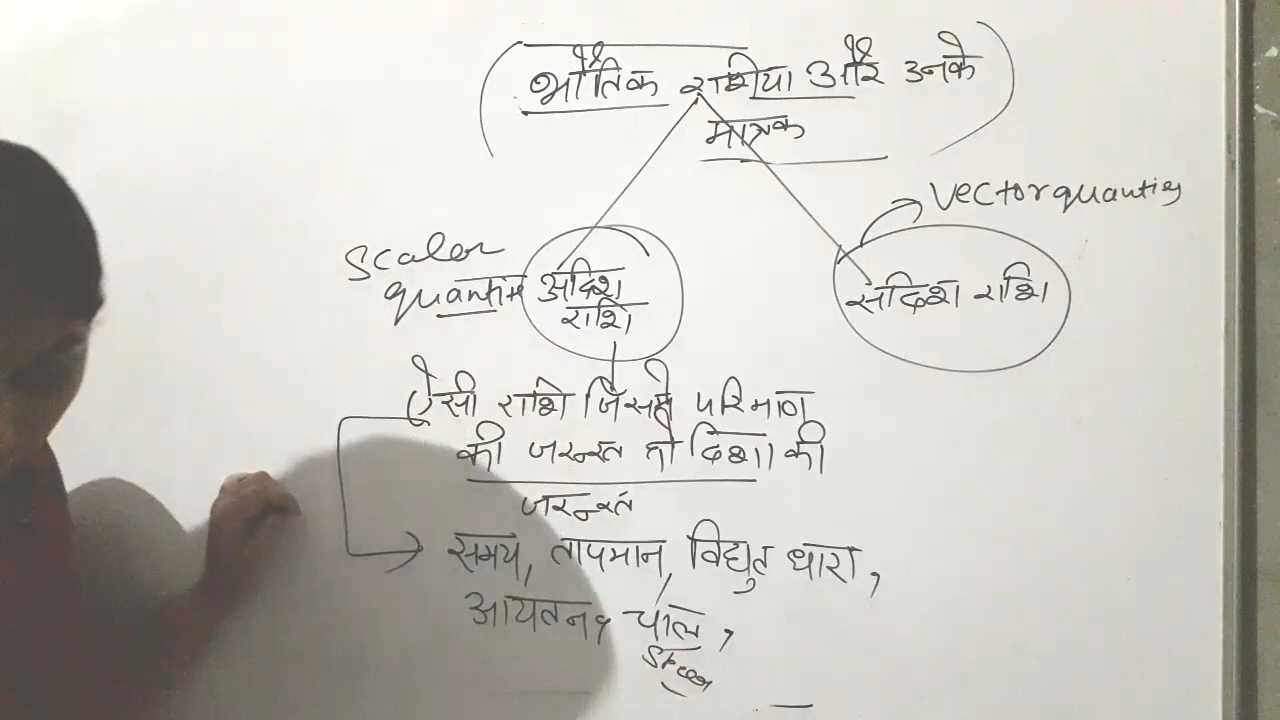 भौतिक राशिया और उनके
मात्रक
Vector quantity
Scaler
quantity
अदिश
राशि
सदिश राशि
ऐसी राशि जिसमे परिमाण
की जरूरत हो दिशा की
जरूरत
समय, तापमान, विद्युत धारा,
आयतन, चाल,